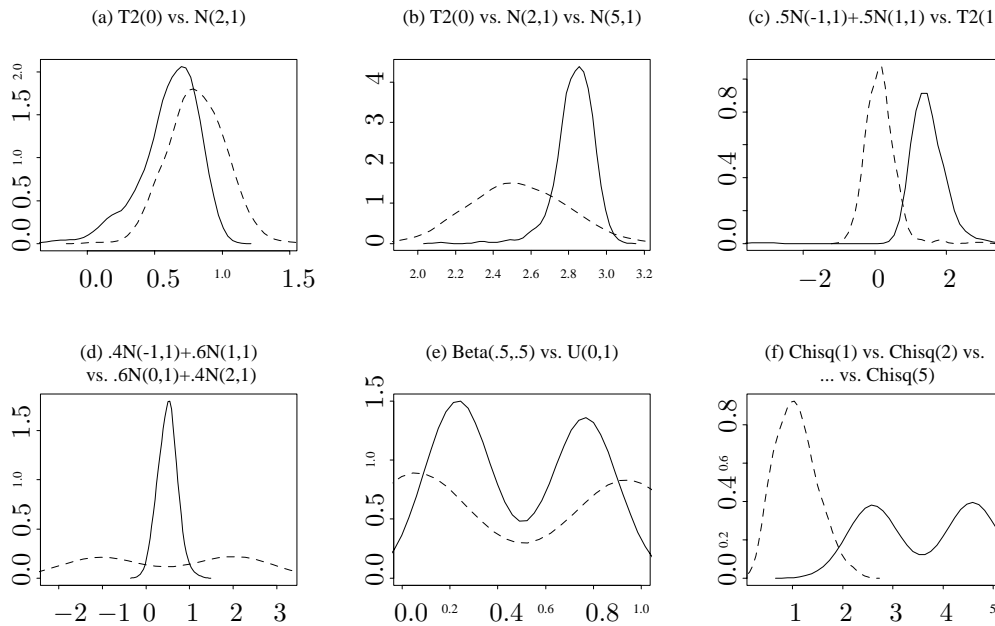 (a) T2(0) vs. N(2,1)
2.0
1.5
1.0
0.5
0.0
0.0 0.5 1.0 1.5
(b) T2(0) vs. N(2,1) vs. N(5,1)
4
3
2
1
0
2.0 2.2 2.4 2.6 2.8 3.0 3.2
(c) .5N(-1,1)+.5N(1,1) vs. T2(1
0.8
0.4
0.0
−2 0 2
(d) .4N(-1,1)+.6N(1,1)
vs. .6N(0,1)+.4N(2,1)
1.5
1.0
0.5
0.0
−2 −1 0 1 2 3
(e) Beta(.5,.5) vs. U(0,1)
1.5
1.0
0.5
0.0
0.0 0.2 0.4 0.6 0.8 1.0
(f) Chisq(1) vs. Chisq(2) vs.
... vs. Chisq(5)
0.8
0.6
0.4
0.2
0.0
1 2 3 4 5